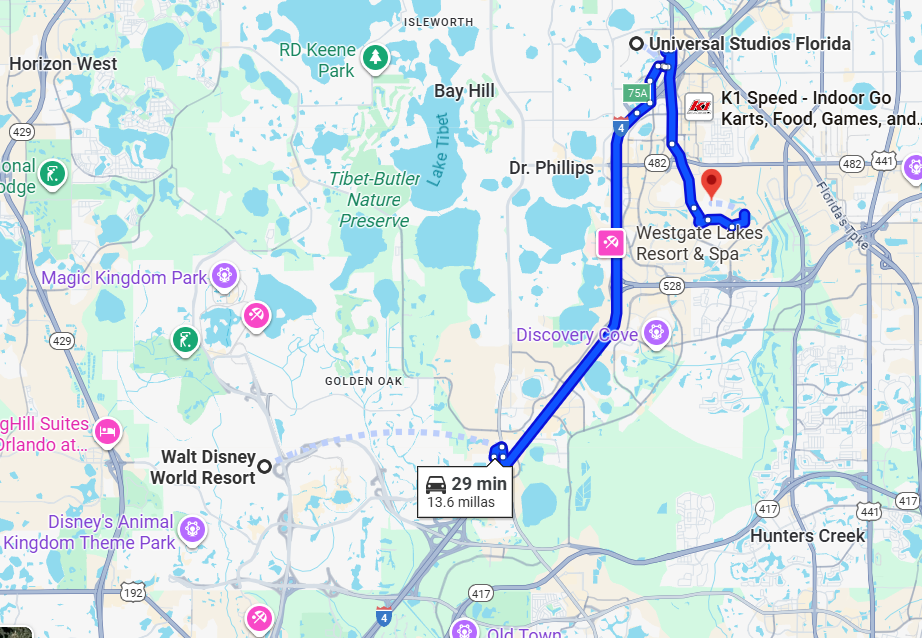 ISLEWORTH
RD Keene
Park
Horizon West
Universal Studios Florida
Bay Hill
75A
K1 Speed - Indoor Go
Karts, Food, Games, and...
4
429
Lake Tibet
Dr. Phillips
482
482
441
onal
odge
Tibet-Butler
Nature
Preserve
Florida's Tpke
Westgate Lakes
Resort & Spa
Magic Kingdom Park
528
429
Discovery Cove
GOLDEN OAK
gHill Suites
Orlando at...
Walt Disney
World Resort
29 min
13.6 millas
417
441
417
Disney's Animal
Kingdom Theme Park
Hunters Creek
192
417
4
Old Town